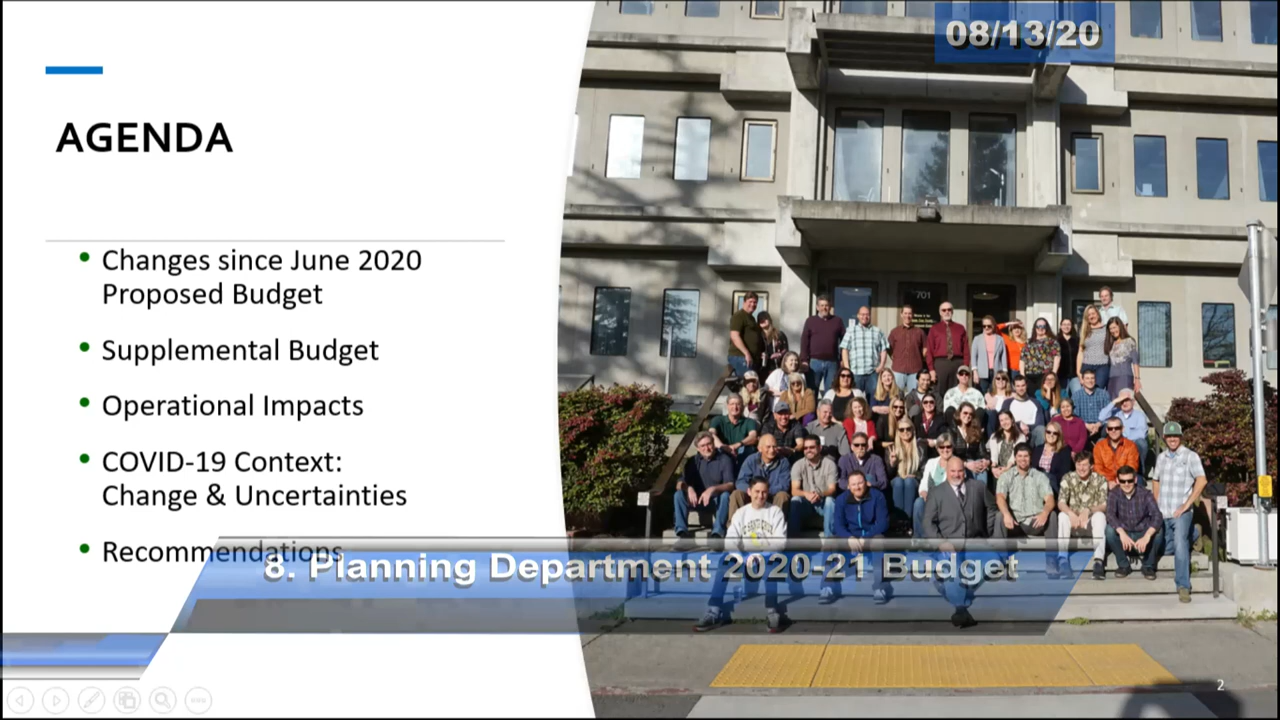 08/13/20
AGENDA
• Changes since June 2020
Proposed Budget
• Supplemental Budget
• Operational Impacts
• COVID-19 Context:
Change & Uncertainties
• Recommendations
8. Planning Department 2020-21 Budget
701
2